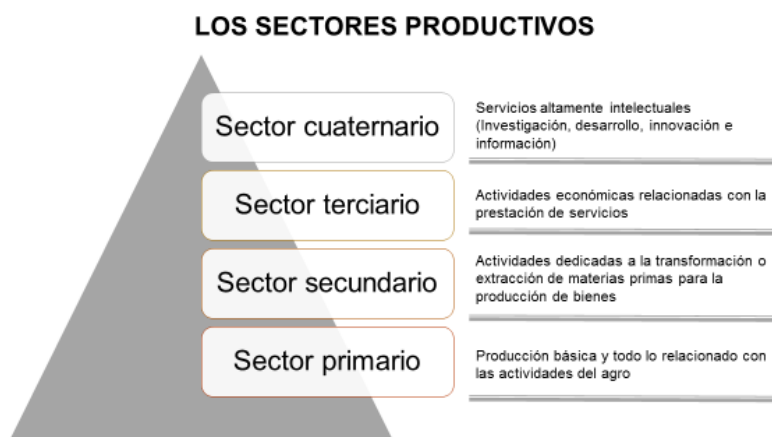 LOS SECTORES PRODUCTIVOS
Sector cuaternario
Servicios altamente intelectuales
(Investigación, desarrollo, innovación e
información)
Sector terciario
Actividades económicas relacionadas con la
prestación de servicios
Sector secundario
Actividades dedicadas a la transformación o
extracción de materias primas para la
producción de bienes
Sector primario
Producción básica y todo lo relacionado con
las actividades del agro